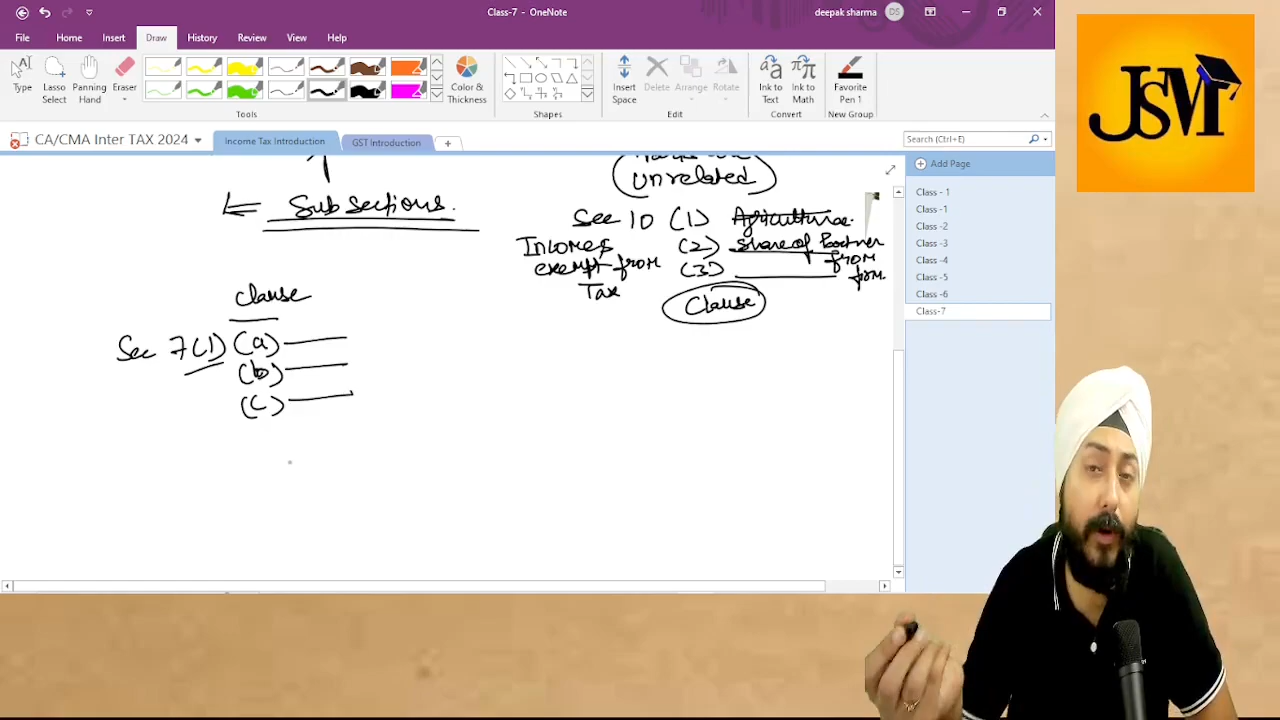 Class-7 - OneNote
deepak sharma DS
File Home Insert Draw History Review View Help
Type
Lasso Select
Panning Hand
Eraser
Color & Thickness
Insert Space
Delete
Arrange
Rotate
Ink to Text
Ink to Math
Favorite Pen 1
Tools Shapes Edit Convert New Group
CA/CMA Inter TAX 2024
Income Tax Introduction
GST Introduction
Search (Ctrl+E)
Add Page
Class - 1
Class -1
Class -2
Class -3
Class -4
Class -5
Class -6
Class-7
Sub sections.
unrelated
Sec 10 (1) Agricultural
Incomes (2) share of Partner
exempt from (3) from
Tax from
Clause
Clause
Sec 7(1) (a)
(b)
(c)
JSM